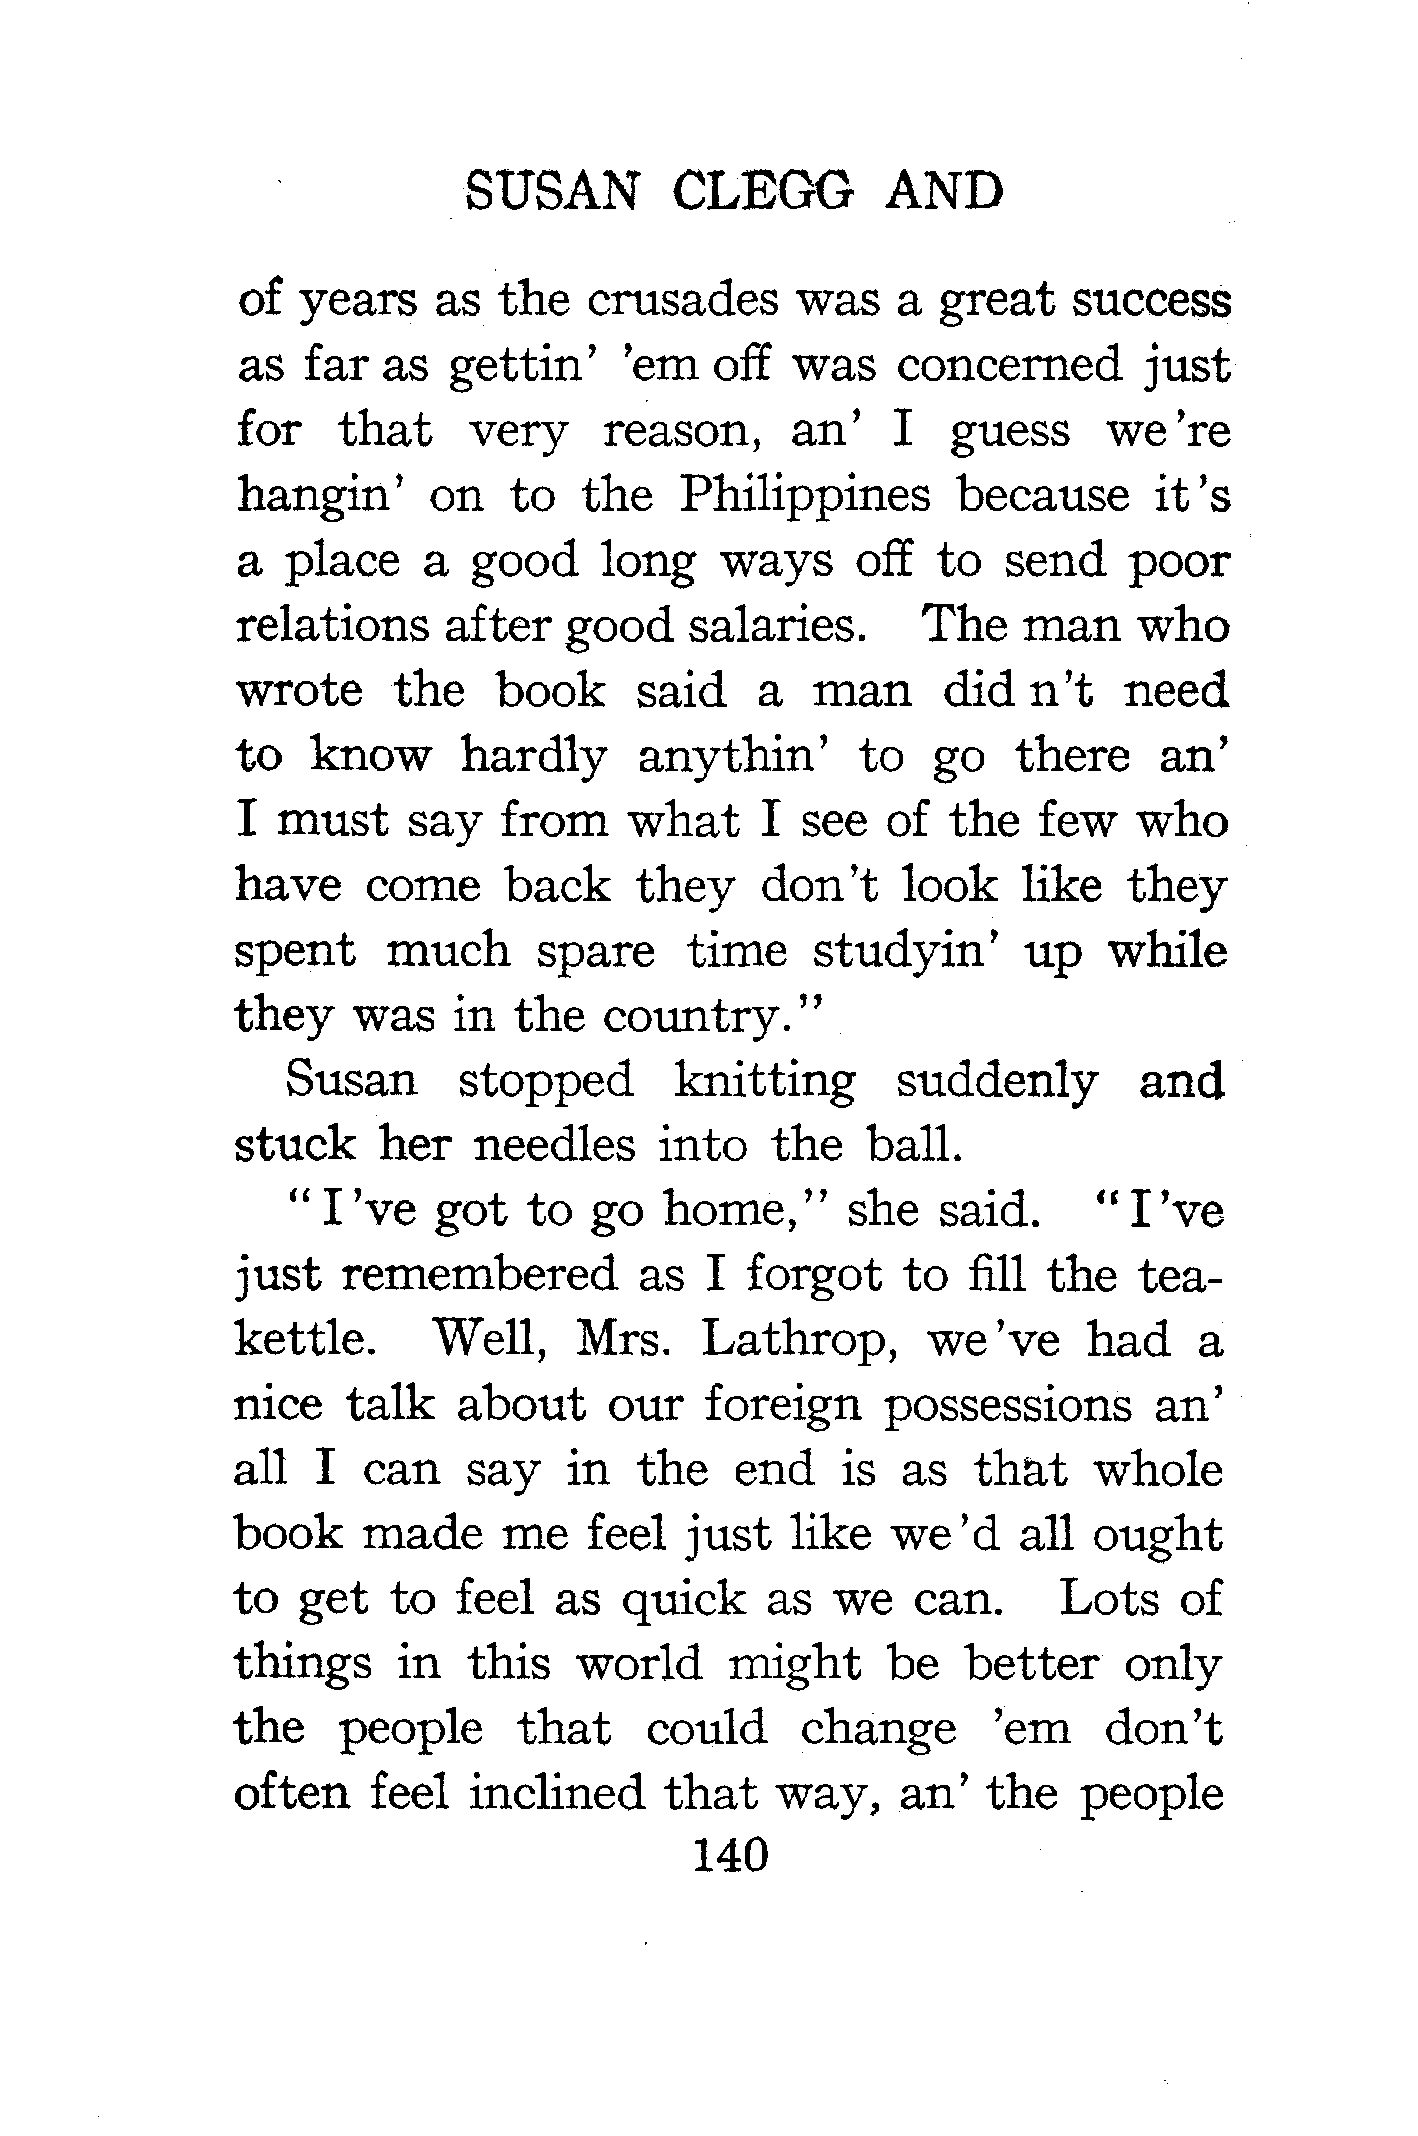 SUSAN CLEGG AND
of years as the crusades was a great success
as far as gettin' 'em off was concerned just
for that very reason, an' I guess we're
hangin' on to the Philippines because it's
a place a good long ways off to send poor
relations after good salaries. The man who
wrote the book said a man did n't need
to know hardly anythin' to go there an'
I must say from what I see of the few who
have come back they don't look like they
spent much spare time studyin' up while
they was in the country."
Susan stopped knitting suddenly and
stuck her needles into the ball.
"I've got to go home," she said. "I've
just remembered as I forgot to fill the tea-
kettle. Well, Mrs. Lathrop, we've had a
nice talk about our foreign possessions an'
all I can say in the end is as that whole
book made me feel just like we'd all ought
to get to feel as quick as we can. Lots of
things in this world might be better only
the people that could change 'em don't
often feel inclined that way, an' the people
140